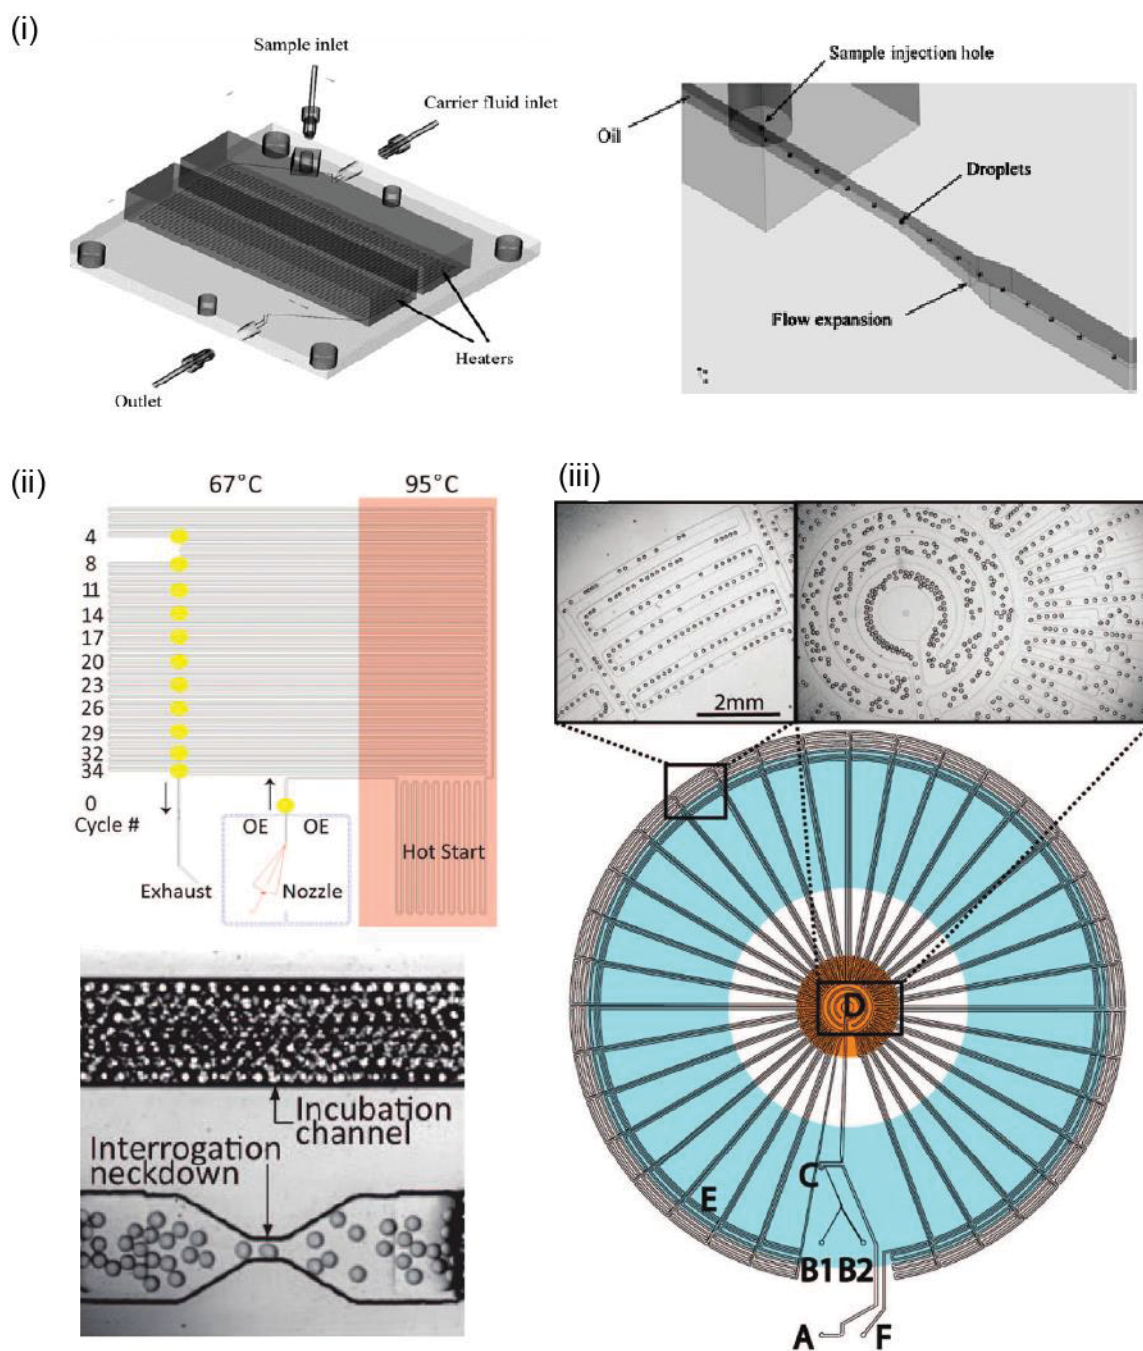 (i)
Sample inlet
Carrier fluid inlet
Heaters
Outlet
Sample injection hole
Oil
Droplets
Flow expansion
(ii)
67°C
95°C
4
8
11
14
17
20
23
26
29
32
34
0
Cycle #
OE
OE
Hot Start
Exhaust
Nozzle
Incubation
channel
Interrogation
neckdown
(iii)
2mm
D
C
E
B1
B2
A
F